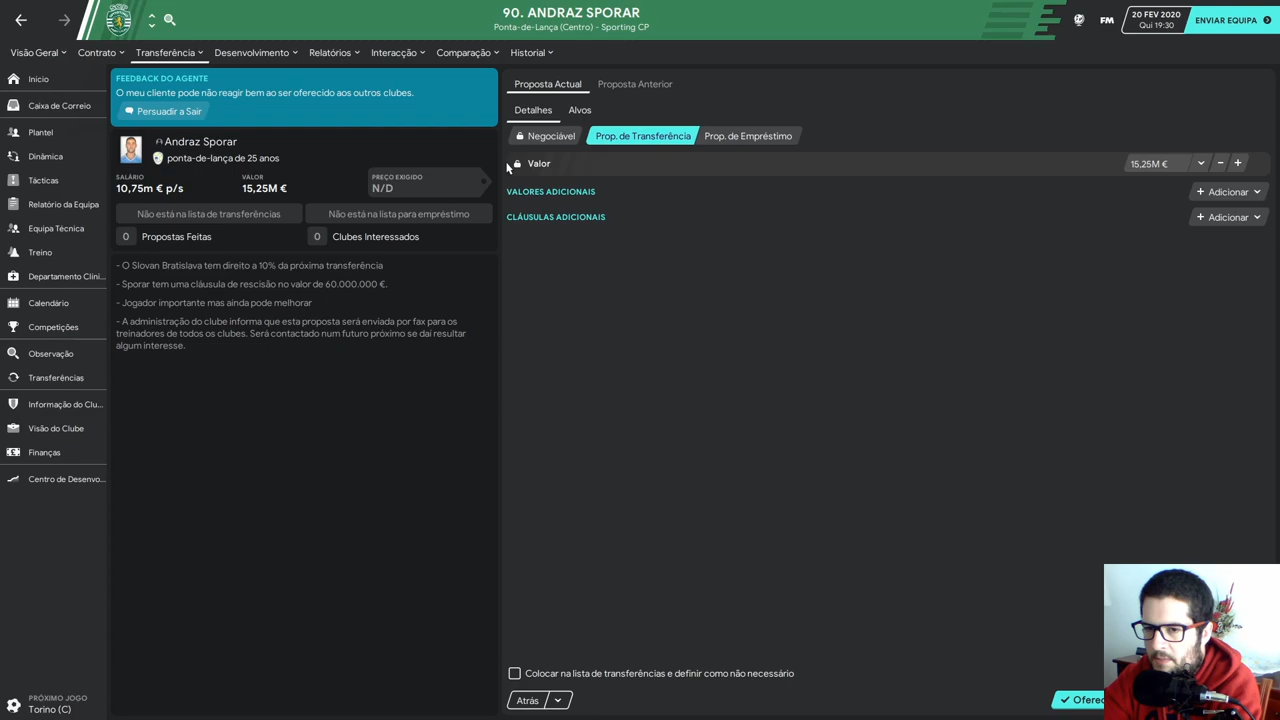 90. ANDRAZ SPORAR
Ponta-de-Lança (Centro) - Sporting CP
FM
20 FEV 2020
Qui 19:30
ENVIAR EQUIPA
Visão Geral
Contrato
Transferência
Desenvolvimento
Relatórios
Interacção
Comparação
Historial
Início
Caixa de Correio
Plantel
Dinâmica
Tácticas
Relatório da Equipa
Equipa Técnica
Treino
Departamento Clíni...
Calendário
Competições
Observação
Transferências
Informação do Clu...
Visão do Clube
Finanças
Centro de Desenvo...
PRÓXIMO JOGO
Torino (C)
FEEDBACK DO AGENTE
O meu cliente pode não reagir bem ao ser oferecido aos outros clubes.
Persuadir a Sair
Andraz Sporar
ponta-de-lança de 25 anos
SALÁRIO
10,75m € p/s
VALOR
15,25M €
PREÇO EXIGIDO
N/D
Não está na lista de transferências
Não está na lista para empréstimo
0 Propostas Feitas
0 Clubes Interessados
- O Slovan Bratislava tem direito a 10% da próxima transferência
- Sporar tem uma cláusula de rescisão no valor de 60.000.000 €.
- Jogador importante mas ainda pode melhorar
- A administração do clube informa que esta proposta será enviada por fax para os
treinadores de todos os clubes. Será contactado num futuro próximo se daí resultar
algum interesse.
Proposta Actual
Proposta Anterior
Detalhes
Alvos
Negociável
Prop. de Transferência
Prop. de Empréstimo
Valor
15,25M €
VALORES ADICIONAIS
Adicionar
CLÁUSULAS ADICIONAIS
Adicionar
Colocar na lista de transferências e definir como não necessário
Atrás
Oferec